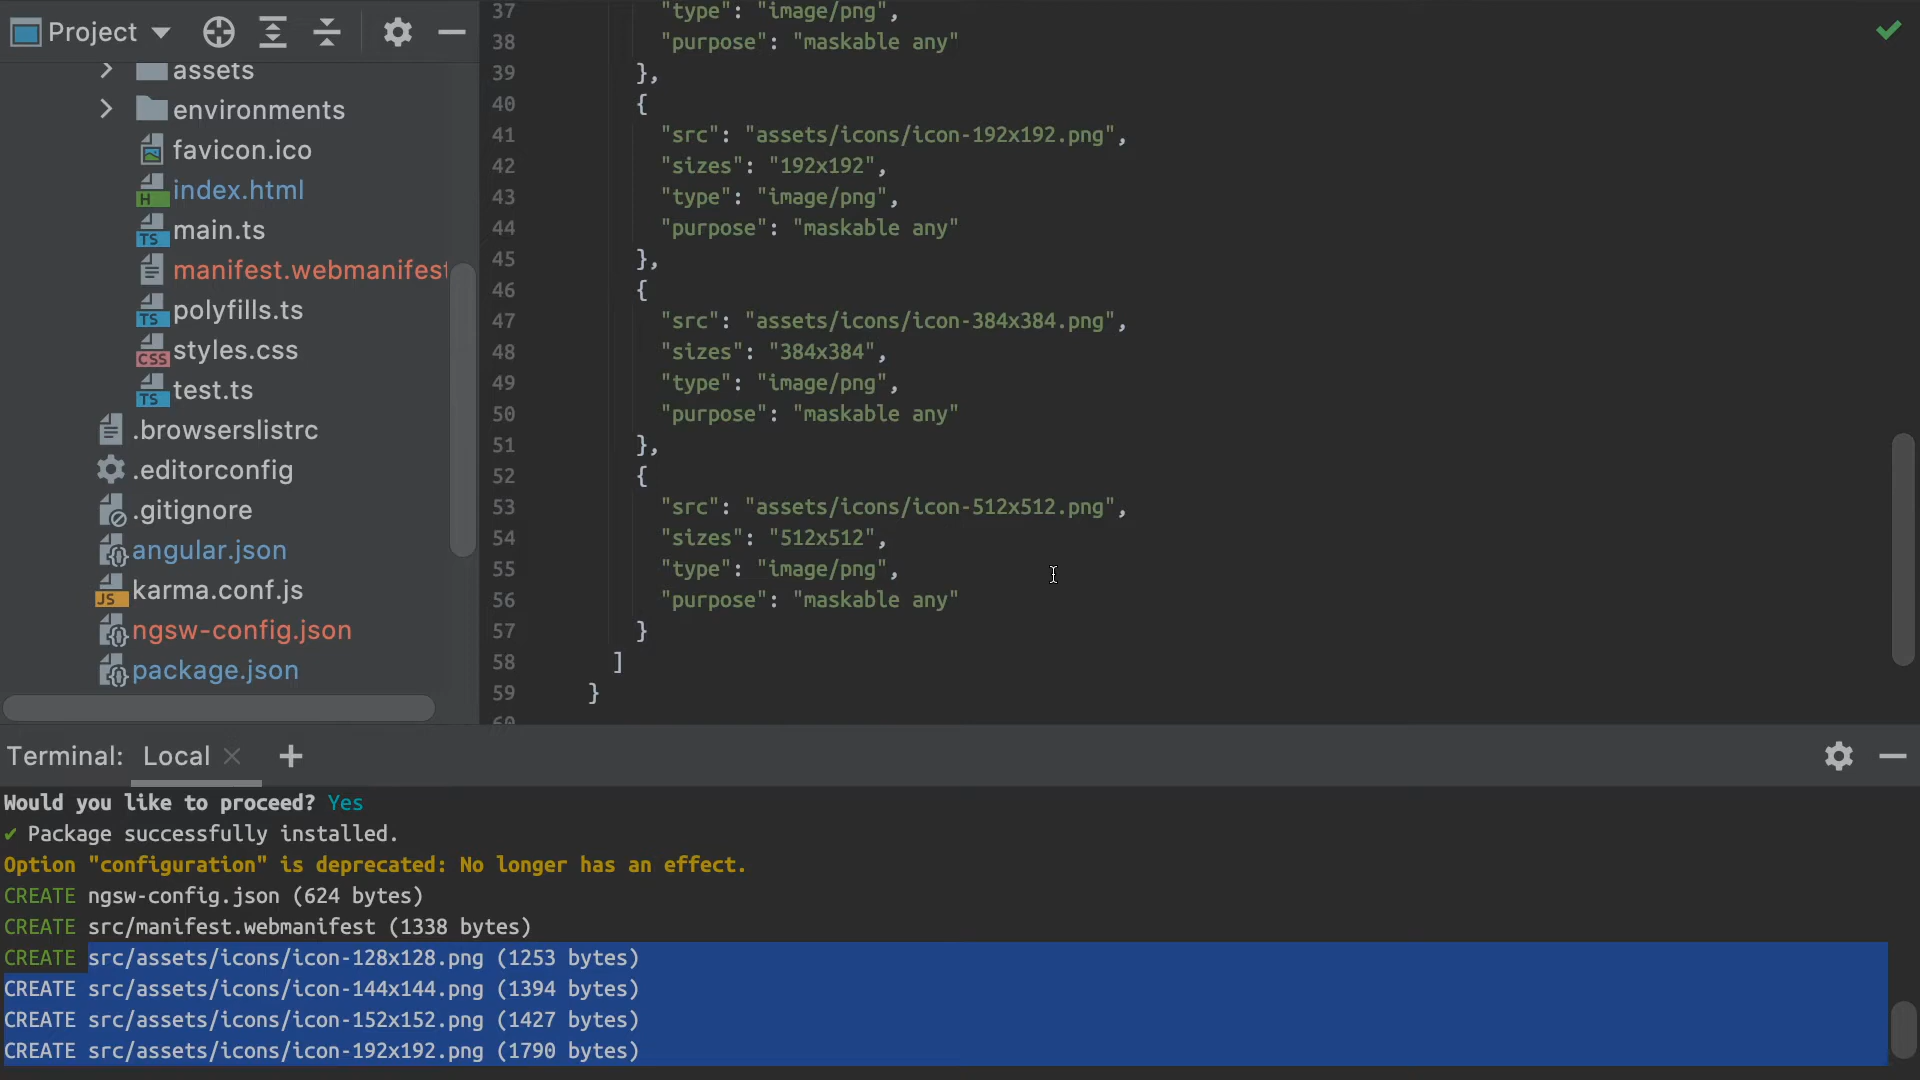 Project
assets
environments
favicon.ico
H index.html
TS main.ts
manifest.webmanifest
TS polyfills.ts
CSS styles.css
TS test.ts
.browserslistrc
.editorconfig
.gitignore
angular.json
JS karma.conf.js
ngsw-config.json
package.json
37 "type": "image/png",
38 "purpose": "maskable any"
39 },
40 {
41 "src": "assets/icons/icon-192x192.png",
42 "sizes": "192x192",
43 "type": "image/png",
44 "purpose": "maskable any"
45 },
46 {
47 "src": "assets/icons/icon-384x384.png",
48 "sizes": "384x384",
49 "type": "image/png",
50 "purpose": "maskable any"
51 },
52 {
53 "src": "assets/icons/icon-512x512.png",
54 "sizes": "512x512",
55 "type": "image/png",
56 "purpose": "maskable any"
57 }
58 ]
59 }
60
Terminal: Local
Would you like to proceed? Yes
✔ Package successfully installed.
Option "configuration" is deprecated: No longer has an effect.
CREATE ngsw-config.json (624 bytes)
CREATE src/manifest.webmanifest (1338 bytes)
CREATE src/assets/icons/icon-128x128.png (1253 bytes)
CREATE src/assets/icons/icon-144x144.png (1394 bytes)
CREATE src/assets/icons/icon-152x152.png (1427 bytes)
CREATE src/assets/icons/icon-192x192.png (1790 bytes)